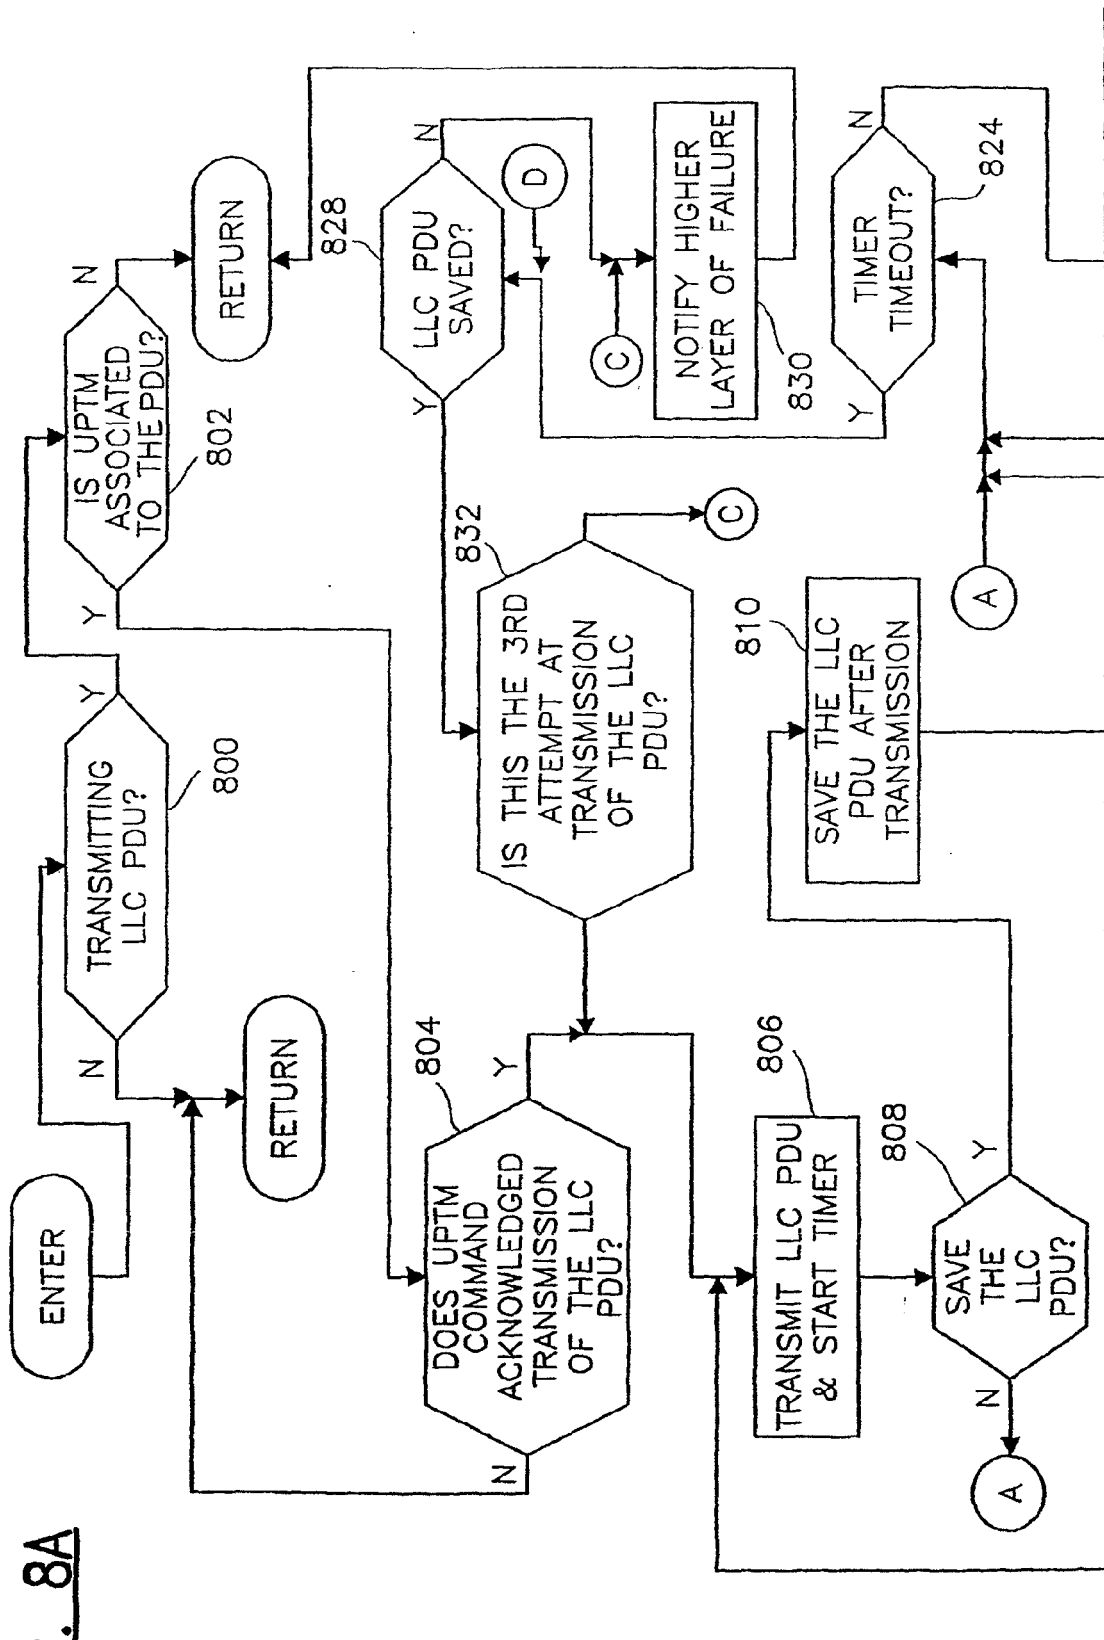 . 8A
ENTER
N
TRANSMITTING
LLC PDU?
800
Y
IS UPTM
ASSOCIATED
TO THE PDU?
802
Y
N
RETURN
RETURN
DOES UPTM
COMMAND
ACKNOWLEDGED
TRANSMISSION
OF THE LLC
PDU?
804
N
Y
IS THIS THE 3RD
ATTEMPT AT
TRANSMISSION
OF THE LLC
PDU?
832
C
LLC PDU
SAVED?
828
Y
N
D
C
NOTIFY HIGHER
LAYER OF FAILURE
830
TRANSMIT LLC PDU
& START TIMER
806
SAVE
THE
LLC
PDU?
808
N
Y
A
SAVE THE LLC
PDU AFTER
TRANSMISSION
810
A
TIMER
TIMEOUT?
824
Y
N